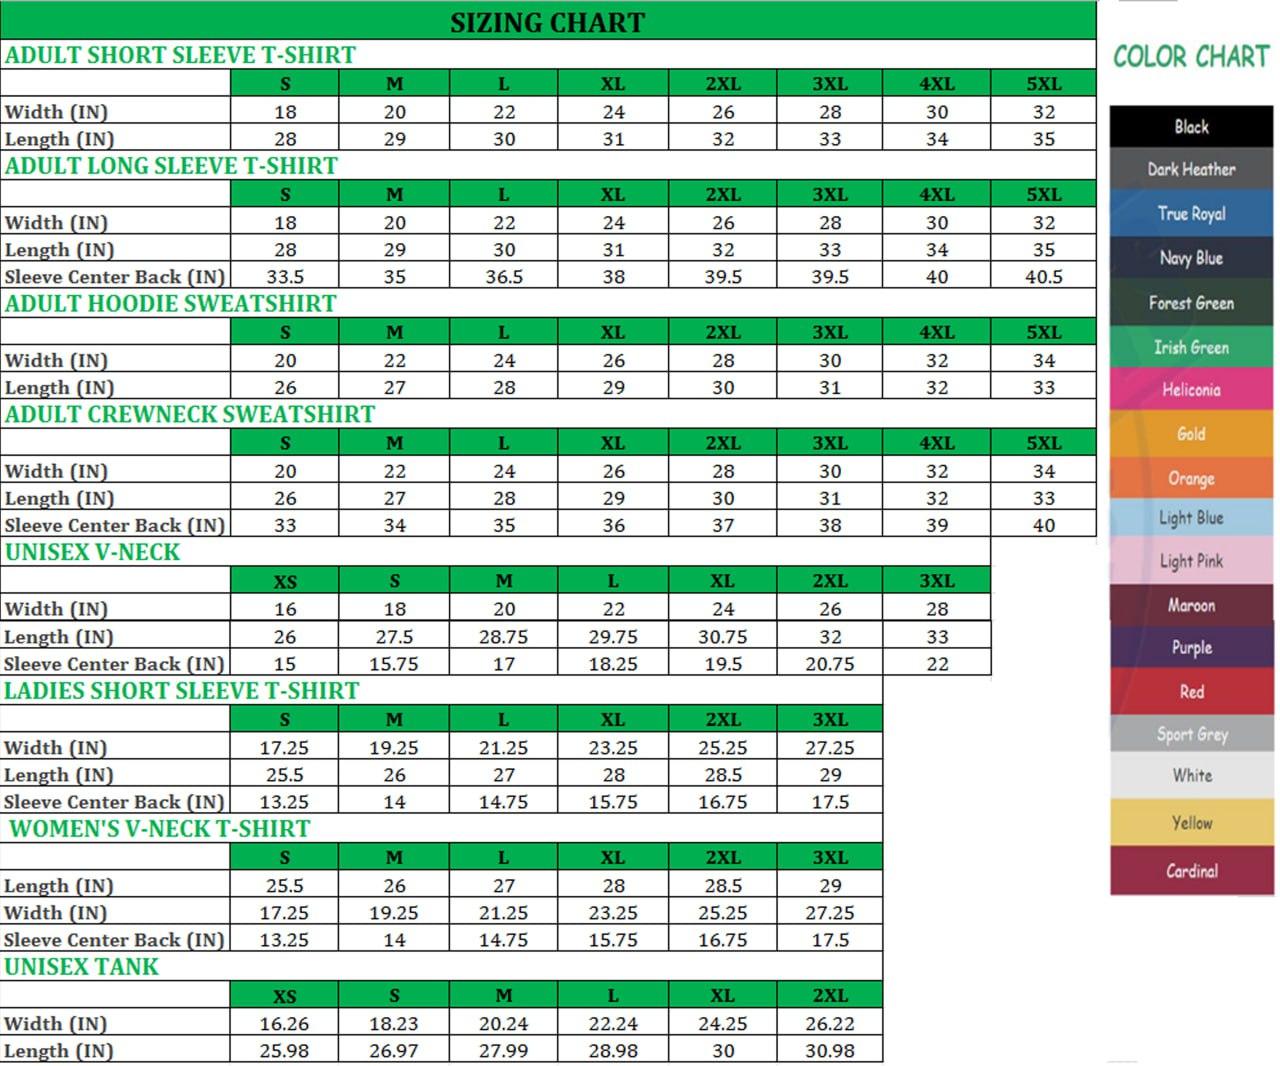 SIZING CHART
ADULT SHORT SLEEVE T-SHIRT
S M L XL 2XL 3XL 4XL 5XL
Width (IN) 18 20 22 24 26 28 30 32
Length (IN) 28 29 30 31 32 33 34 35
ADULT LONG SLEEVE T-SHIRT
S M L XL 2XL 3XL 4XL 5XL
Width (IN) 18 20 22 24 26 28 30 32
Length (IN) 28 29 30 31 32 33 34 35
Sleeve Center Back (IN) 33.5 35 36.5 38 39.5 39.5 40 40.5
ADULT HOODIE SWEATSHIRT
S M L XL 2XL 3XL 4XL 5XL
Width (IN) 20 22 24 26 28 30 32 34
Length (IN) 26 27 28 29 30 31 32 33
ADULT CREWNECK SWEATSHIRT
S M L XL 2XL 3XL 4XL 5XL
Width (IN) 20 22 24 26 28 30 32 34
Length (IN) 26 27 28 29 30 31 32 33
Sleeve Center Back (IN) 33 34 35 36 37 38 39 40
UNISEX V-NECK
XS S M L XL 2XL 3XL
Width (IN) 16 18 20 22 24 26 28
Length (IN) 26 27.5 28.75 29.75 30.75 32 33
Sleeve Center Back (IN) 15 15.75 17 18.25 19.5 20.75 22
LADIES SHORT SLEEVE T-SHIRT
S M L XL 2XL 3XL
Width (IN) 17.25 19.25 21.25 23.25 25.25 27.25
Length (IN) 25.5 26 27 28 28.5 29
Sleeve Center Back (IN) 13.25 14 14.75 15.75 16.75 17.5
WOMEN'S V-NECK T-SHIRT
S M L XL 2XL 3XL
Length (IN) 25.5 26 27 28 28.5 29
Width (IN) 17.25 19.25 21.25 23.25 25.25 27.25
Sleeve Center Back (IN) 13.25 14 14.75 15.75 16.75 17.5
UNISEX TANK
XS S M L XL 2XL
Width (IN) 16.26 18.23 20.24 22.24 24.25 26.22
Length (IN) 25.98 26.97 27.99 28.98 30 30.98
COLOR CHART
Black
Dark Heather
True Royal
Navy Blue
Forest Green
Irish Green
Heliconia
Gold
Orange
Light Blue
Light Pink
Maroon
Purple
Red
Sport Grey
White
Yellow
Cardinal